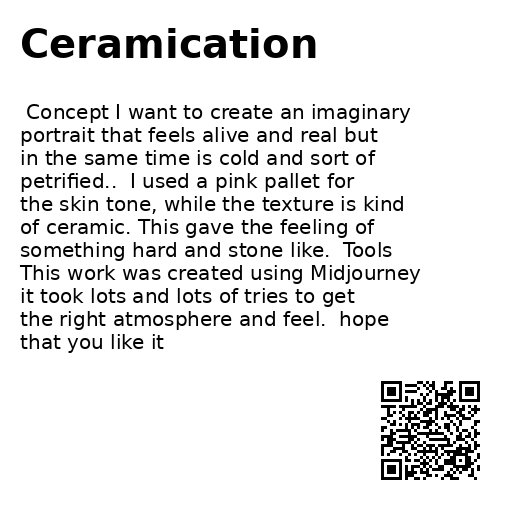 Ceramication
Concept I want to create an imaginary
portrait that feels alive and real but
in the same time is cold and sort of
petrified..  I used a pink pallet for
the skin tone, while the texture is kind
of ceramic. This gave the feeling of
something hard and stone like.  Tools
This work was created using Midjourney
it took lots and lots of tries to get
the right atmosphere and feel.  hope
that you like it